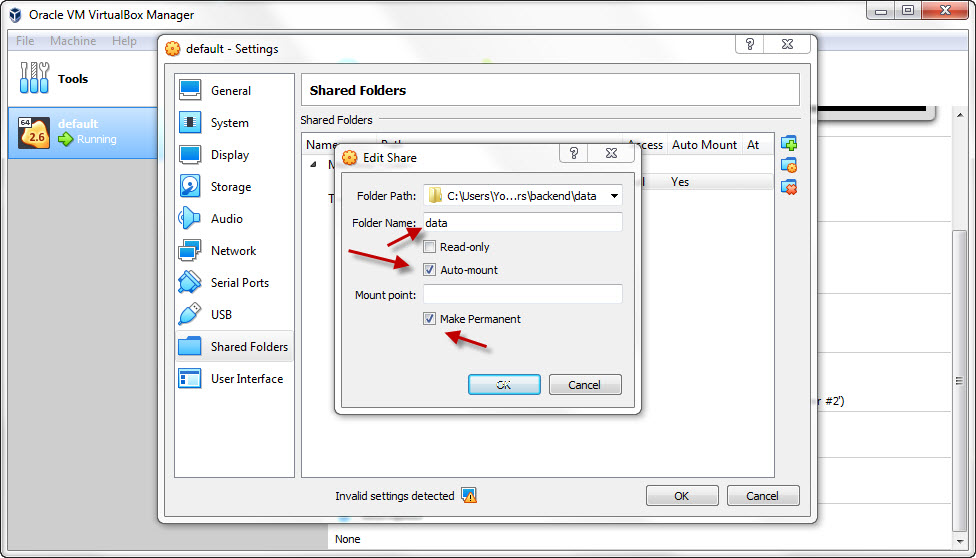 Oracle VM VirtualBox Manager
File Machine Help
default - Settings
Tools
64
2.6
default
Running
General
System
Display
Storage
Audio
Network
Serial Ports
USB
Shared Folders
User Interface
Shared Folders
Shared Folders
Name Path Access Auto Mount At
Yes
Edit Share
Folder Path: C:\Users\Yo...rs\backend\data
Folder Name: data
Read-only
Auto-mount
Mount point:
Make Permanent
OK Cancel
r #2')
Invalid settings detected
OK Cancel
None